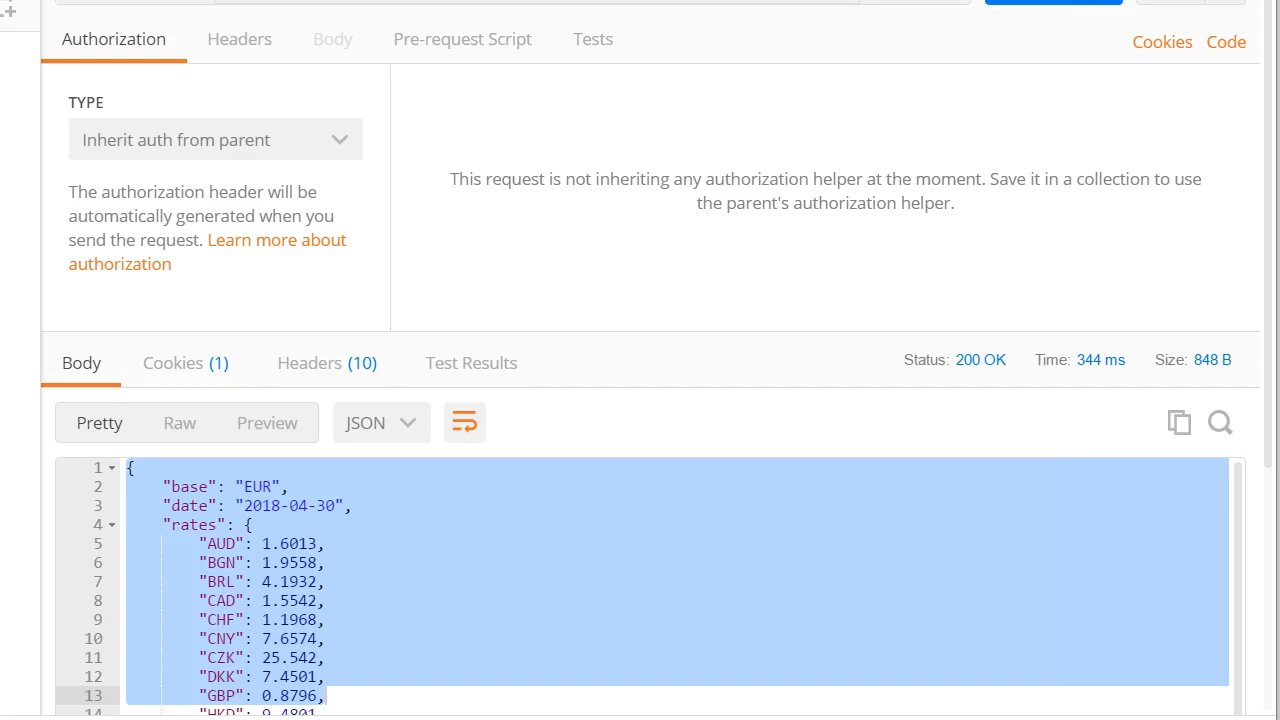 Authorization Headers Body Pre-request Script Tests Cookies Code
TYPE
Inherit auth from parent
The authorization header will be
automatically generated when you
send the request. Learn more about
authorization
This request is not inheriting any authorization helper at the moment. Save it in a collection to use
the parent's authorization helper.
Body Cookies (1) Headers (10) Test Results Status: 200 OK Time: 344 ms Size: 848 B
Pretty Raw Preview JSON
1 {
2 "base": "EUR",
3 "date": "2018-04-30",
4 "rates": {
5 "AUD": 1.6013,
6 "BGN": 1.9558,
7 "BRL": 4.1932,
8 "CAD": 1.5542,
9 "CHF": 1.1968,
10 "CNY": 7.6574,
11 "CZK": 25.542,
12 "DKK": 7.4501,
13 "GBP": 0.8796,
14 "HKD": 9.4801,